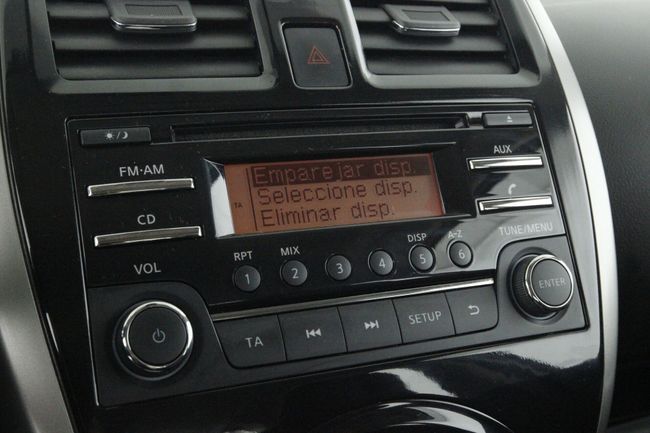 FM·AM
AUX
Emparejar disp.
Seleccione disp.
Eliminar disp.
TA
CD
TUNE/MENU
RPT
MIX
DISP
A-Z
1
2
3
4
5
6
VOL
ENTER
TA
SETUP